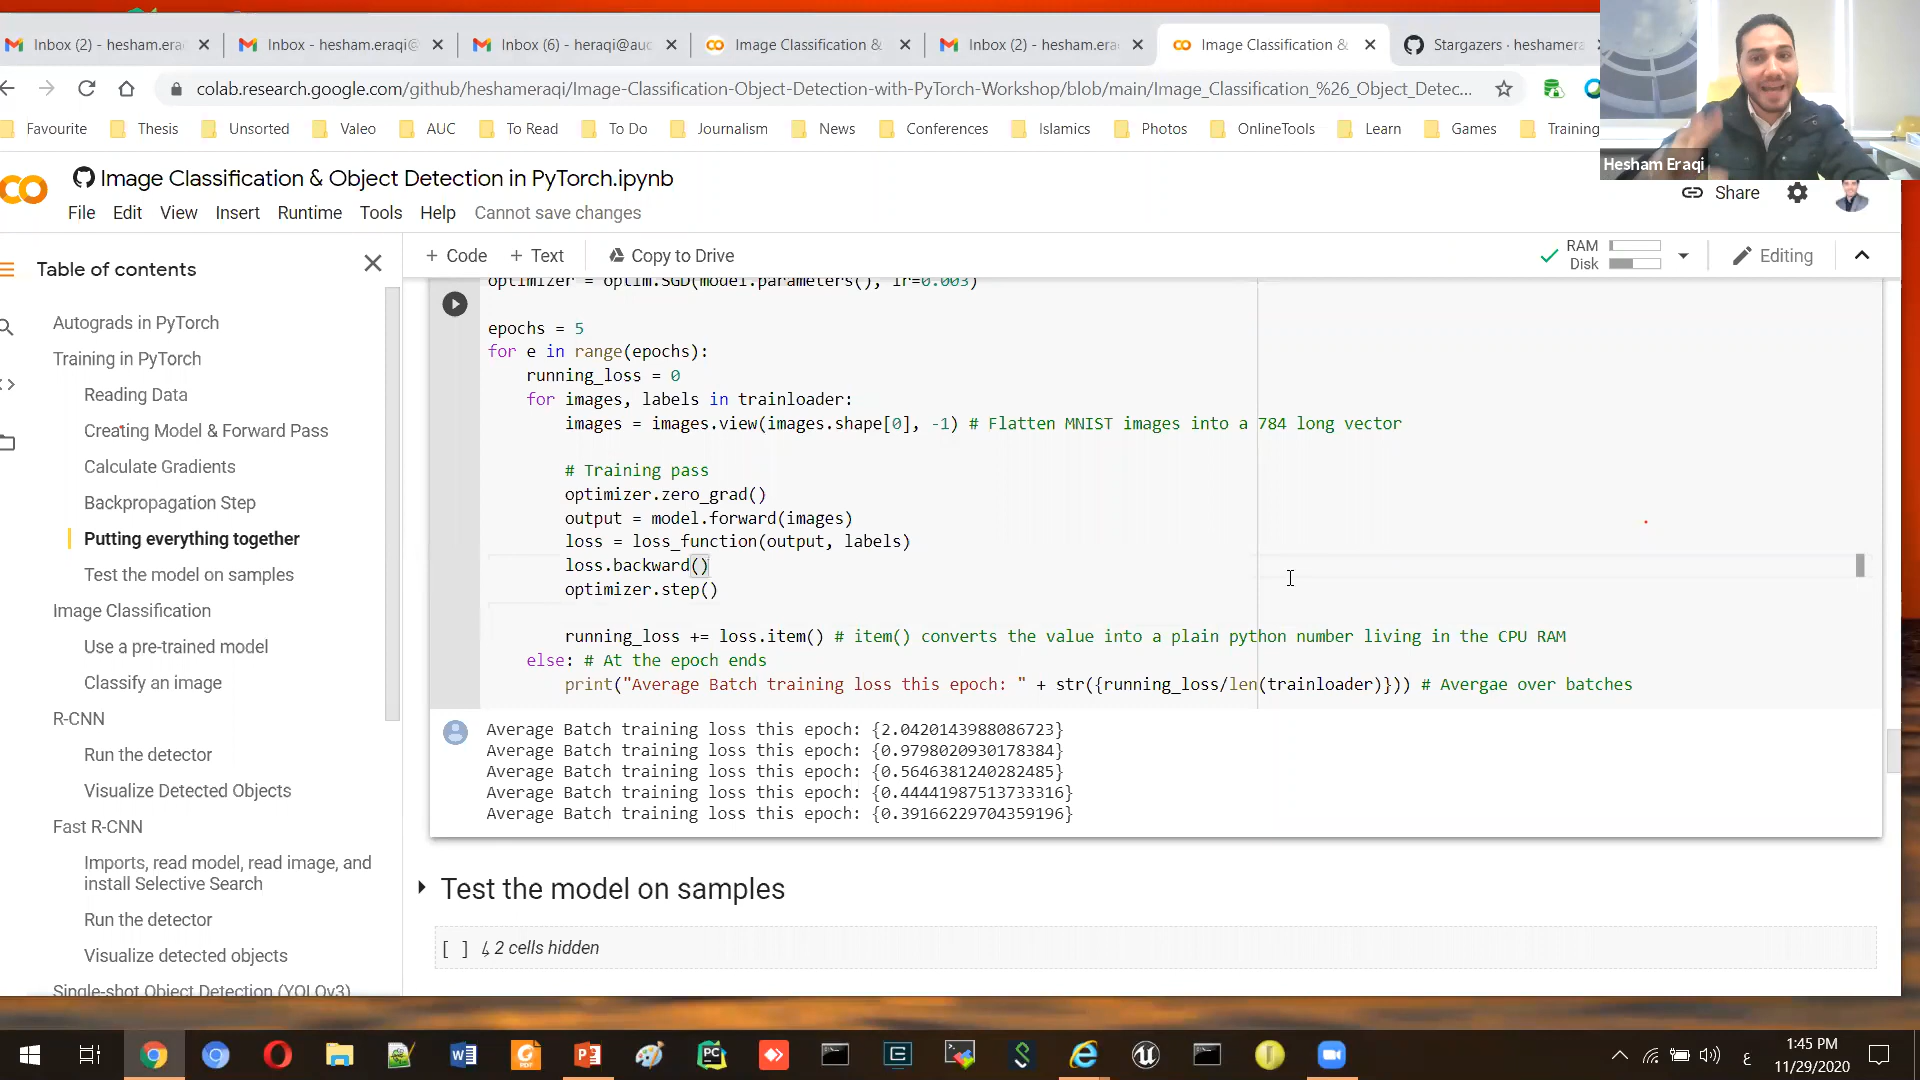 Inbox (2) - hesham.era
Inbox - hesham.eraqi@
Inbox (6) - heraqi@auc
Image Classification &
Inbox (2) - hesham.era
Image Classification &
Stargazers · heshamera
colab.research.google.com/github/heshameraqi/Image-Classification-Object-Detection-with-PyTorch-Workshop/blob/main/Image_Classification_%26_Object_Detec...
Favourite
Thesis
Unsorted
Valeo
AUC
To Read
To Do
Journalism
News
Conferences
Islamics
Photos
OnlineTools
Learn
Games
Training
Hesham Eraqi
Image Classification & Object Detection in PyTorch.ipynb
Share
File Edit View Insert Runtime Tools Help Cannot save changes
Table of contents
+ Code + Text Copy to Drive
RAM
Disk
Editing
Autograds in PyTorch
Training in PyTorch
Reading Data
Creating Model & Forward Pass
Calculate Gradients
Backpropagation Step
Putting everything together
Test the model on samples
Image Classification
Use a pre-trained model
Classify an image
R-CNN
Run the detector
Visualize Detected Objects
Fast R-CNN
Imports, read model, read image, and
install Selective Search
Run the detector
Visualize detected objects
Single-shot Object Detection (YOLOv3)
optimizer = optim.SGD(model.parameters(), lr=0.003)
epochs = 5
for e in range(epochs):
running_loss = 0
for images, labels in trainloader:
images = images.view(images.shape[0], -1) # Flatten MNIST images into a 784 long vector
# Training pass
optimizer.zero_grad()
output = model.forward(images)
loss = loss_function(output, labels)
loss.backward()
optimizer.step()
running_loss += loss.item() # item() converts the value into a plain python number living in the CPU RAM
else: # At the epoch ends
print("Average Batch training loss this epoch: " + str({running_loss/len(trainloader)})) # Avergae over batches
Average Batch training loss this epoch: {2.0420143988086723}
Average Batch training loss this epoch: {0.9798020930178384}
Average Batch training loss this epoch: {0.5646381240282485}
Average Batch training loss this epoch: {0.44441987513733316}
Average Batch training loss this epoch: {0.39166229704359196}
Test the model on samples
[ ] ↳ 2 cells hidden
ع
1:45 PM
11/29/2020